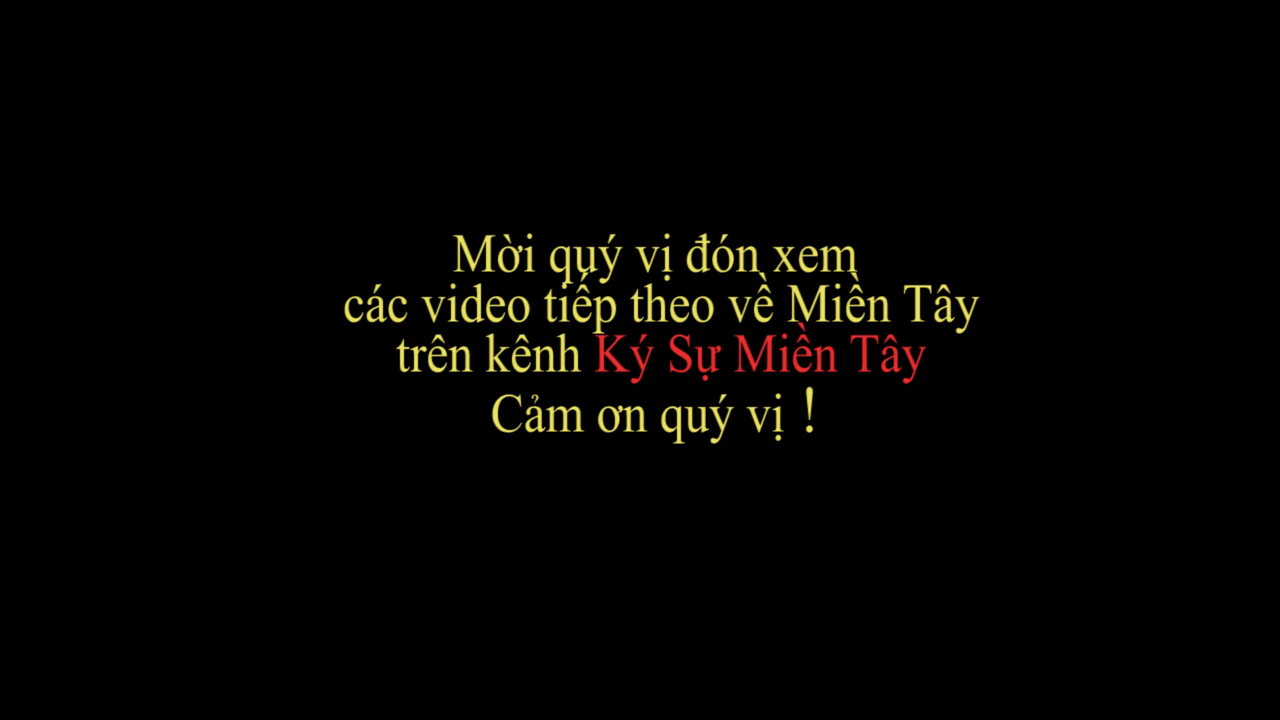 Mời quý vị đón xem
các video tiếp theo về Miền Tây
trên kênh Ký Sự Miền Tây
Cảm ơn quý vị !